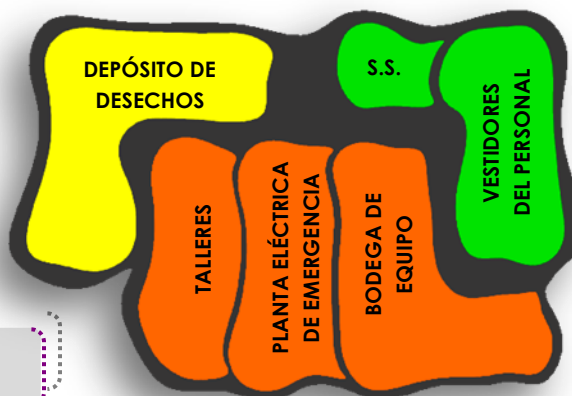 DEPÓSITO DE
DESECHOS
S.S.
VESTIDORES
DEL PERSONAL
TALLERES
PLANTA ELÉCTRICA
DE EMERGENCIA
BODEGA DE
EQUIPO